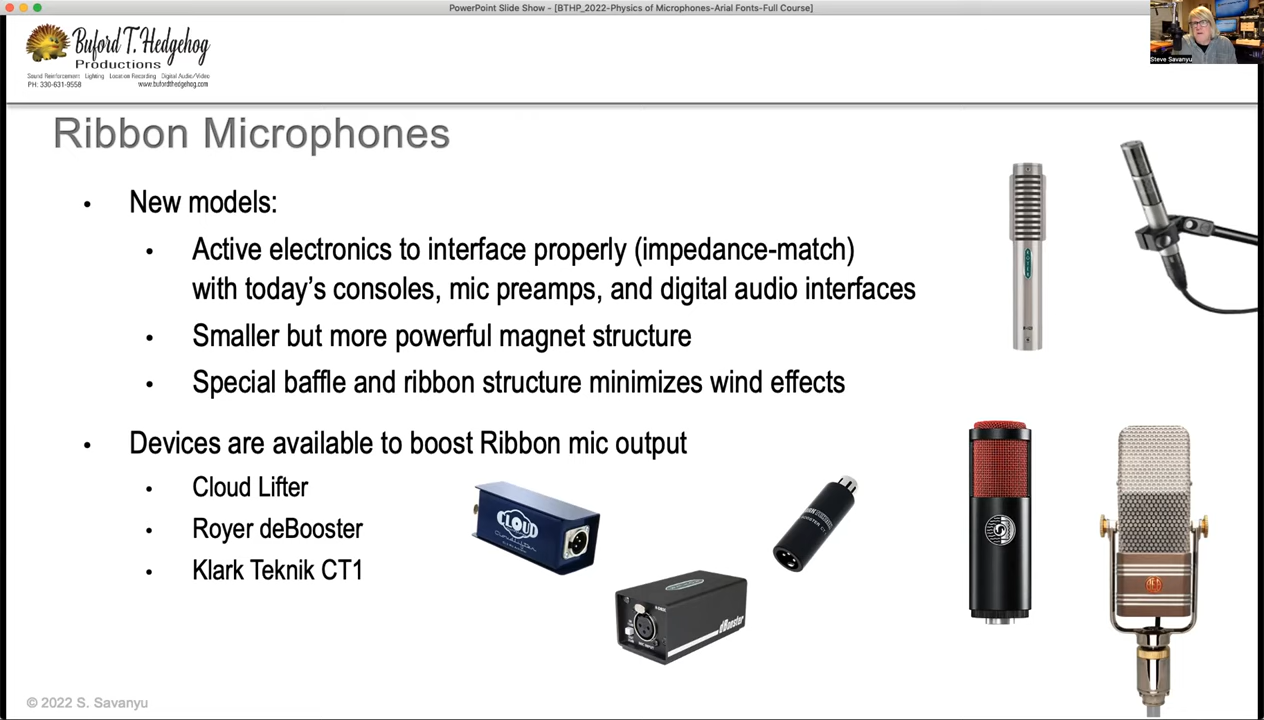 PowerPoint Slide Show - [BTHP_2022-Physics of Microphones-Arial Fonts-Full Course]
Buford T. Hedgehog
Productions
Sound Reinforcement Lighting Location Recording Digital Audio/Video
PH: 330-631-9558 www.bufordthedgehog.com
Steve Savanyu
Ribbon Microphones
• New models:
• Active electronics to interface properly (impedance-match)
with today's consoles, mic preamps, and digital audio interfaces
• Smaller but more powerful magnet structure
• Special baffle and ribbon structure minimizes wind effects
• Devices are available to boost Ribbon mic output
• Cloud Lifter
• Royer deBooster
• Klark Teknik CT1
CLOUD
Cloudlifter
dBooster
© 2022 S. Savanyu